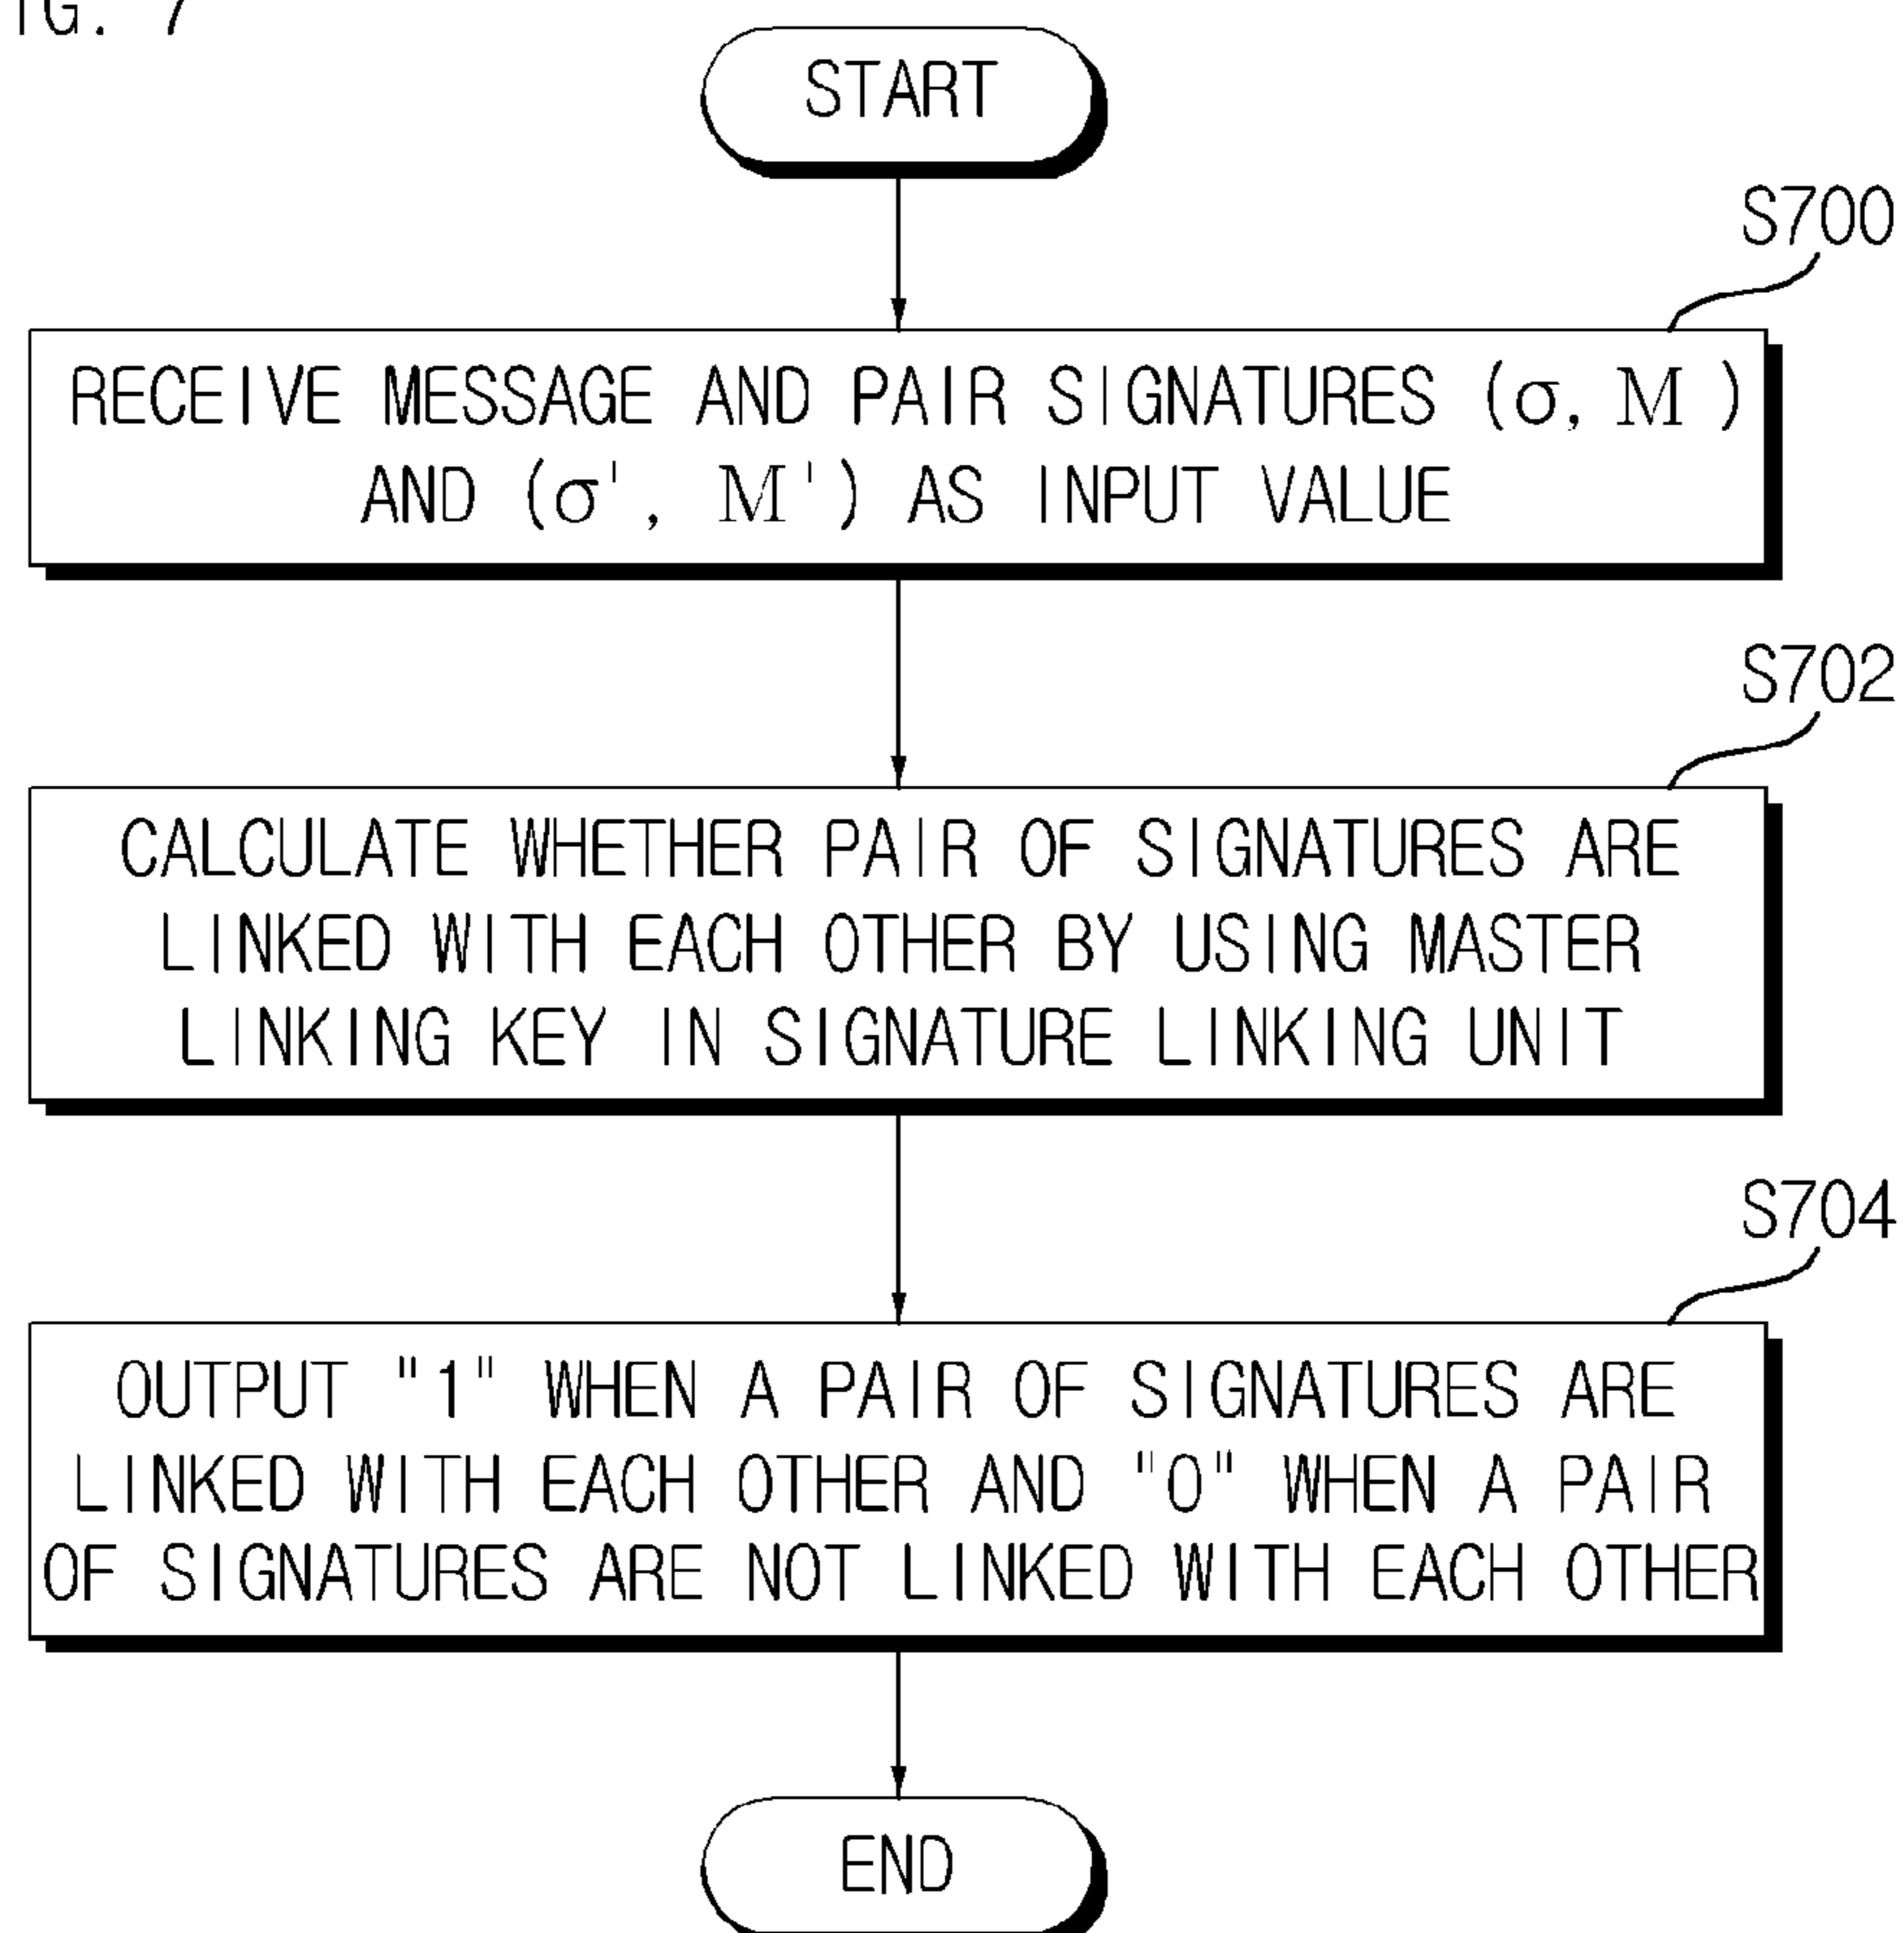 IG. 7
START
S700
RECEIVE MESSAGE AND PAIR SIGNATURES (σ, M )
AND (σ', M') AS INPUT VALUE
S702
CALCULATE WHETHER PAIR OF SIGNATURES ARE
LINKED WITH EACH OTHER BY USING MASTER
LINKING KEY IN SIGNATURE LINKING UNIT
S704
OUTPUT "1" WHEN A PAIR OF SIGNATURES ARE
LINKED WITH EACH OTHER AND "0" WHEN A PAIR
OF SIGNATURES ARE NOT LINKED WITH EACH OTHER
END